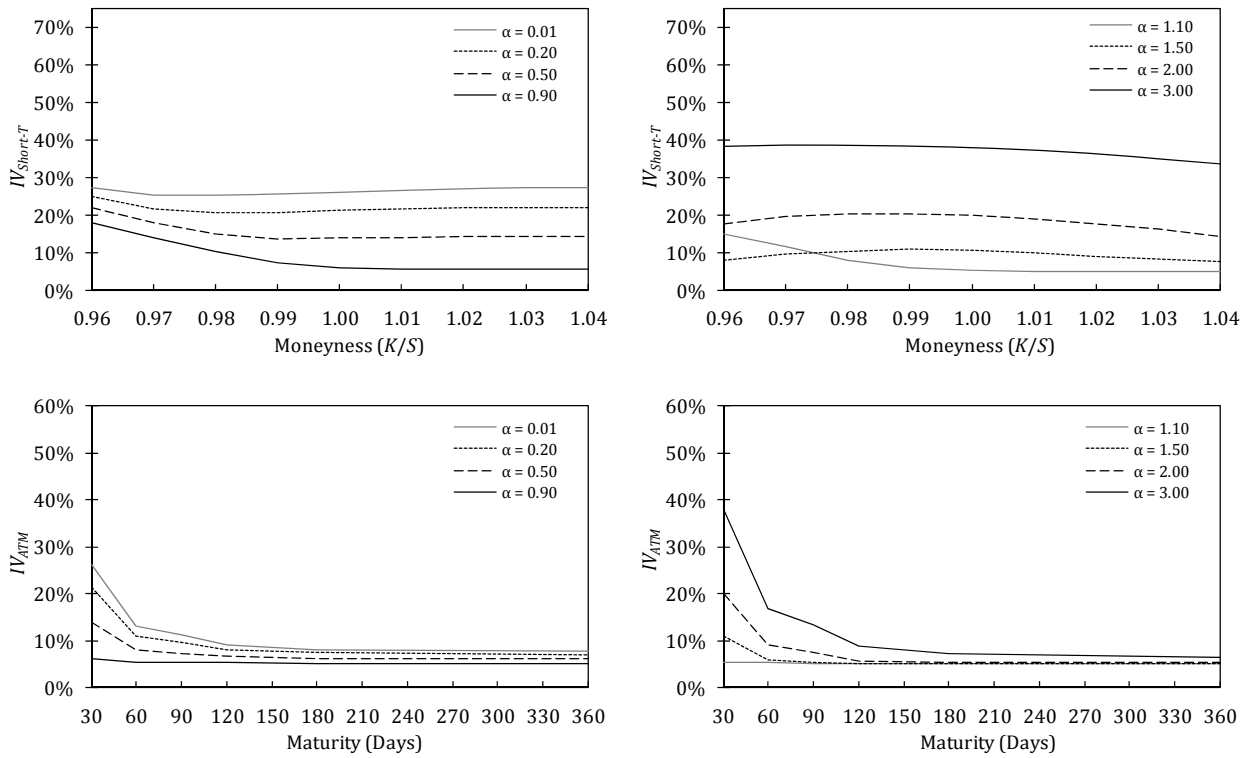 70%
60%
50%
40%
30%
20%
10%
0%
IV_Short-T
α = 0.01
α = 0.20
α = 0.50
α = 0.90
0.96 0.97 0.98 0.99 1.00 1.01 1.02 1.03 1.04
Moneyness (K/S)
70%
60%
50%
40%
30%
20%
10%
0%
IV_Short-T
α = 1.10
α = 1.50
α = 2.00
α = 3.00
0.96 0.97 0.98 0.99 1.00 1.01 1.02 1.03 1.04
Moneyness (K/S)
60%
50%
40%
30%
20%
10%
0%
IV_ATM
α = 0.01
α = 0.20
α = 0.50
α = 0.90
30 60 90 120 150 180 210 240 270 300 330 360
Maturity (Days)
60%
50%
40%
30%
20%
10%
0%
IV_ATM
α = 1.10
α = 1.50
α = 2.00
α = 3.00
30 60 90 120 150 180 210 240 270 300 330 360
Maturity (Days)